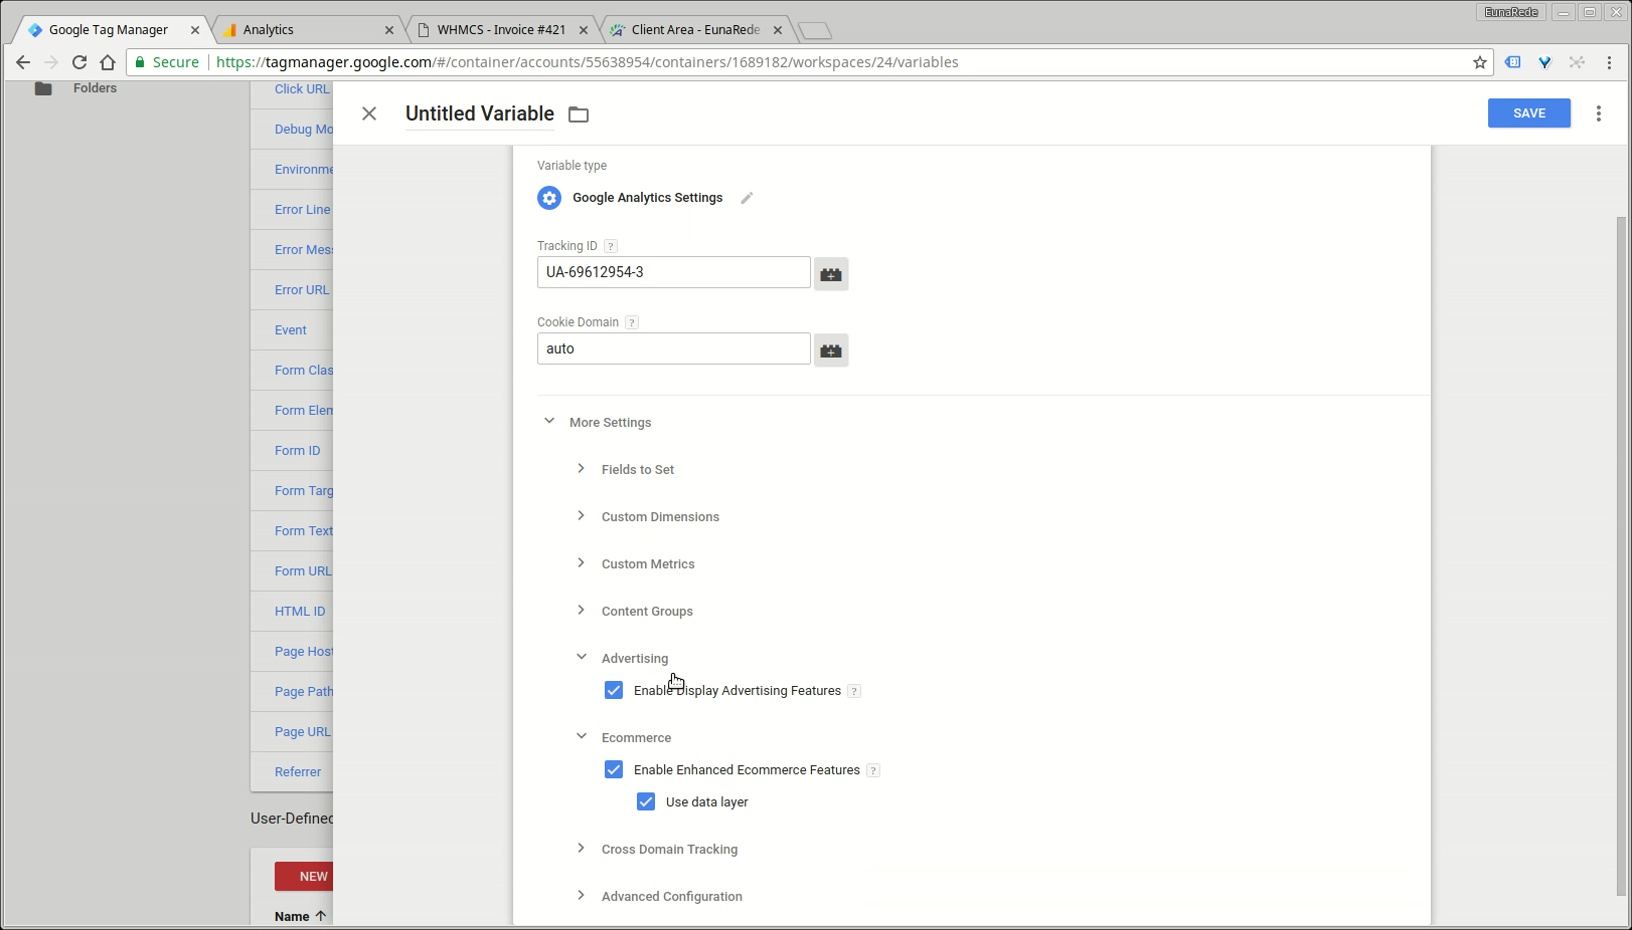 EunaRede
Google Tag Manager
Analytics
WHMCS - Invoice #421
Client Area - EunaRede
Secure
https://tagmanager.google.com/#/container/accounts/55638954/containers/1689182/workspaces/24/variables
Folders
Click URL
Debug Mo
Environme
Error Line
Error Mess
Error URL
Event
Form Clas
Form Elem
Form ID
Form Targ
Form Text
Form URL
HTML ID
Page Host
Page Path
Page URL
Referrer
User-Defined
NEW
Name
Untitled Variable
SAVE
Variable type
Google Analytics Settings
Tracking ID ?
UA-69612954-3
Cookie Domain ?
auto
More Settings
Fields to Set
Custom Dimensions
Custom Metrics
Content Groups
Advertising
Enable Display Advertising Features ?
Ecommerce
Enable Enhanced Ecommerce Features ?
Use data layer
Cross Domain Tracking
Advanced Configuration